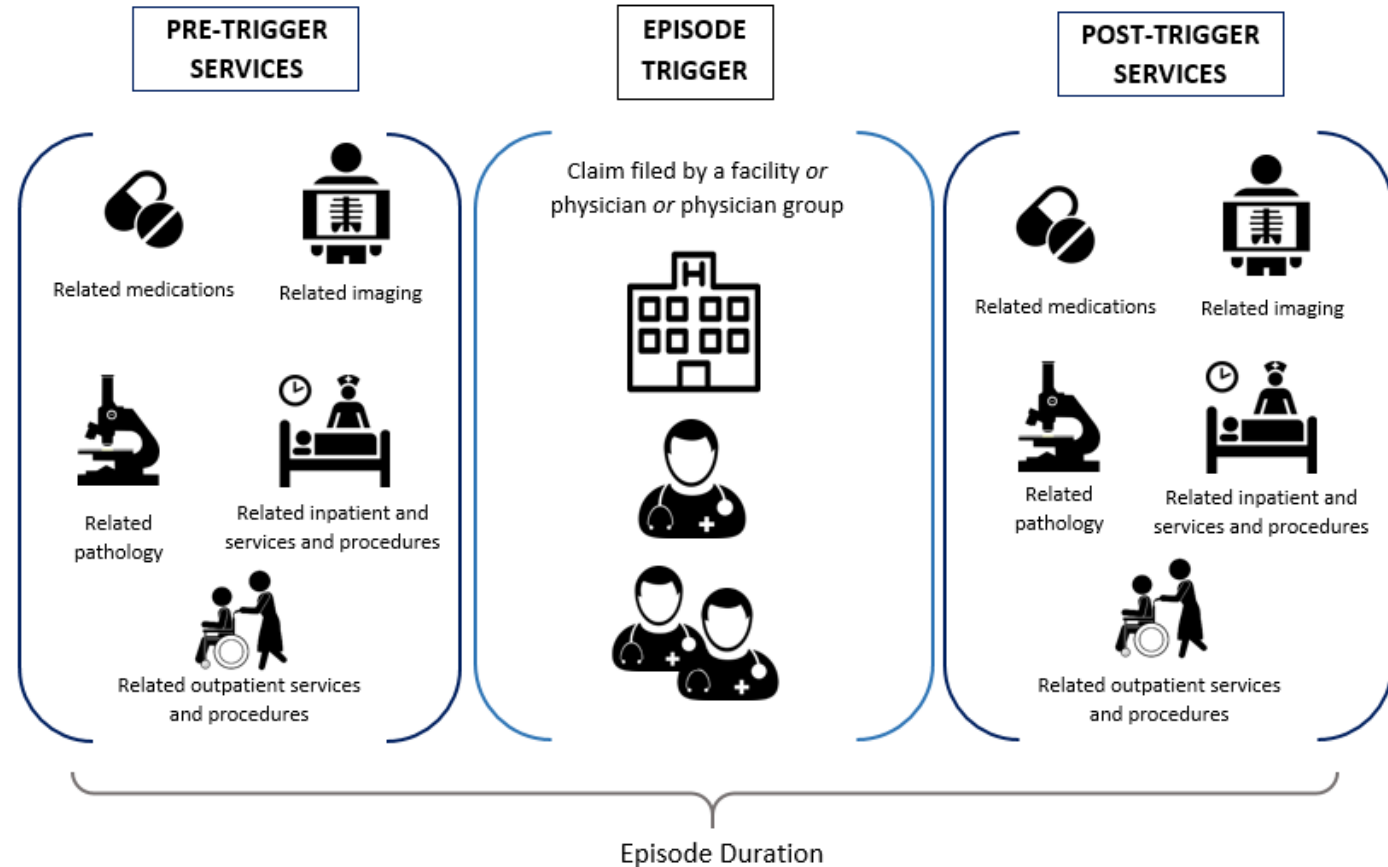 PRE-TRIGGER
SERVICES
EPISODE
TRIGGER
POST-TRIGGER
SERVICES
Related medications
Related imaging
Related
pathology
Related inpatient and
services and procedures
Related outpatient services
and procedures
Claim filed by a facility or
physician or physician group
H
Related medications
Related imaging
Related
pathology
Related inpatient and
services and procedures
Related outpatient services
and procedures
Episode Duration